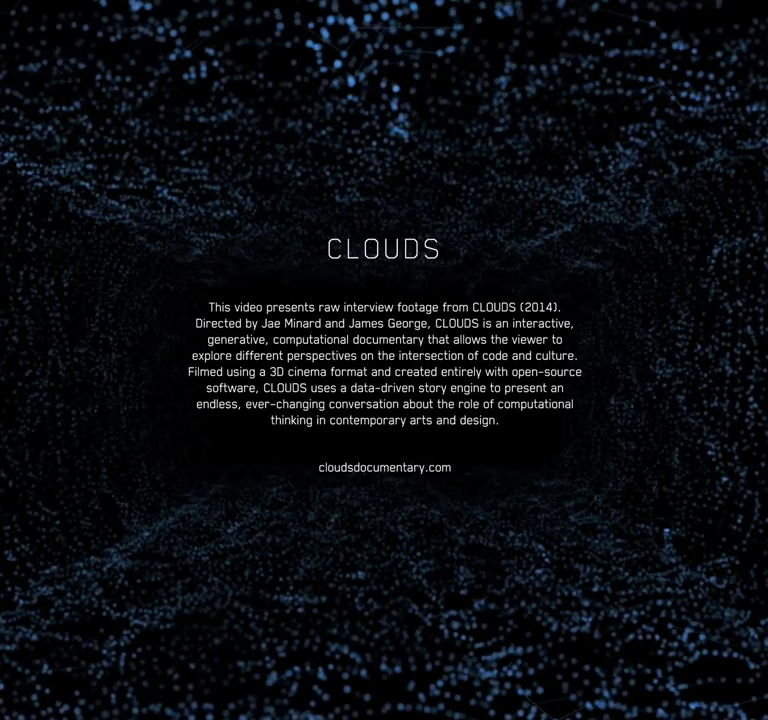 CLOUDS
This video presents raw interview footage from CLOUDS (2014).
Directed by Jae Minard and James George, CLOUDS is an interactive,
generative, computational documentary that allows the viewer to
explore different perspectives on the intersection of code and culture.
Filmed using a 3D cinema format and created entirely with open-source
software, CLOUDS uses a data-driven story engine to present an
endless, ever-changing conversation about the role of computational
thinking in contemporary arts and design.
cloudsdocumentary.com